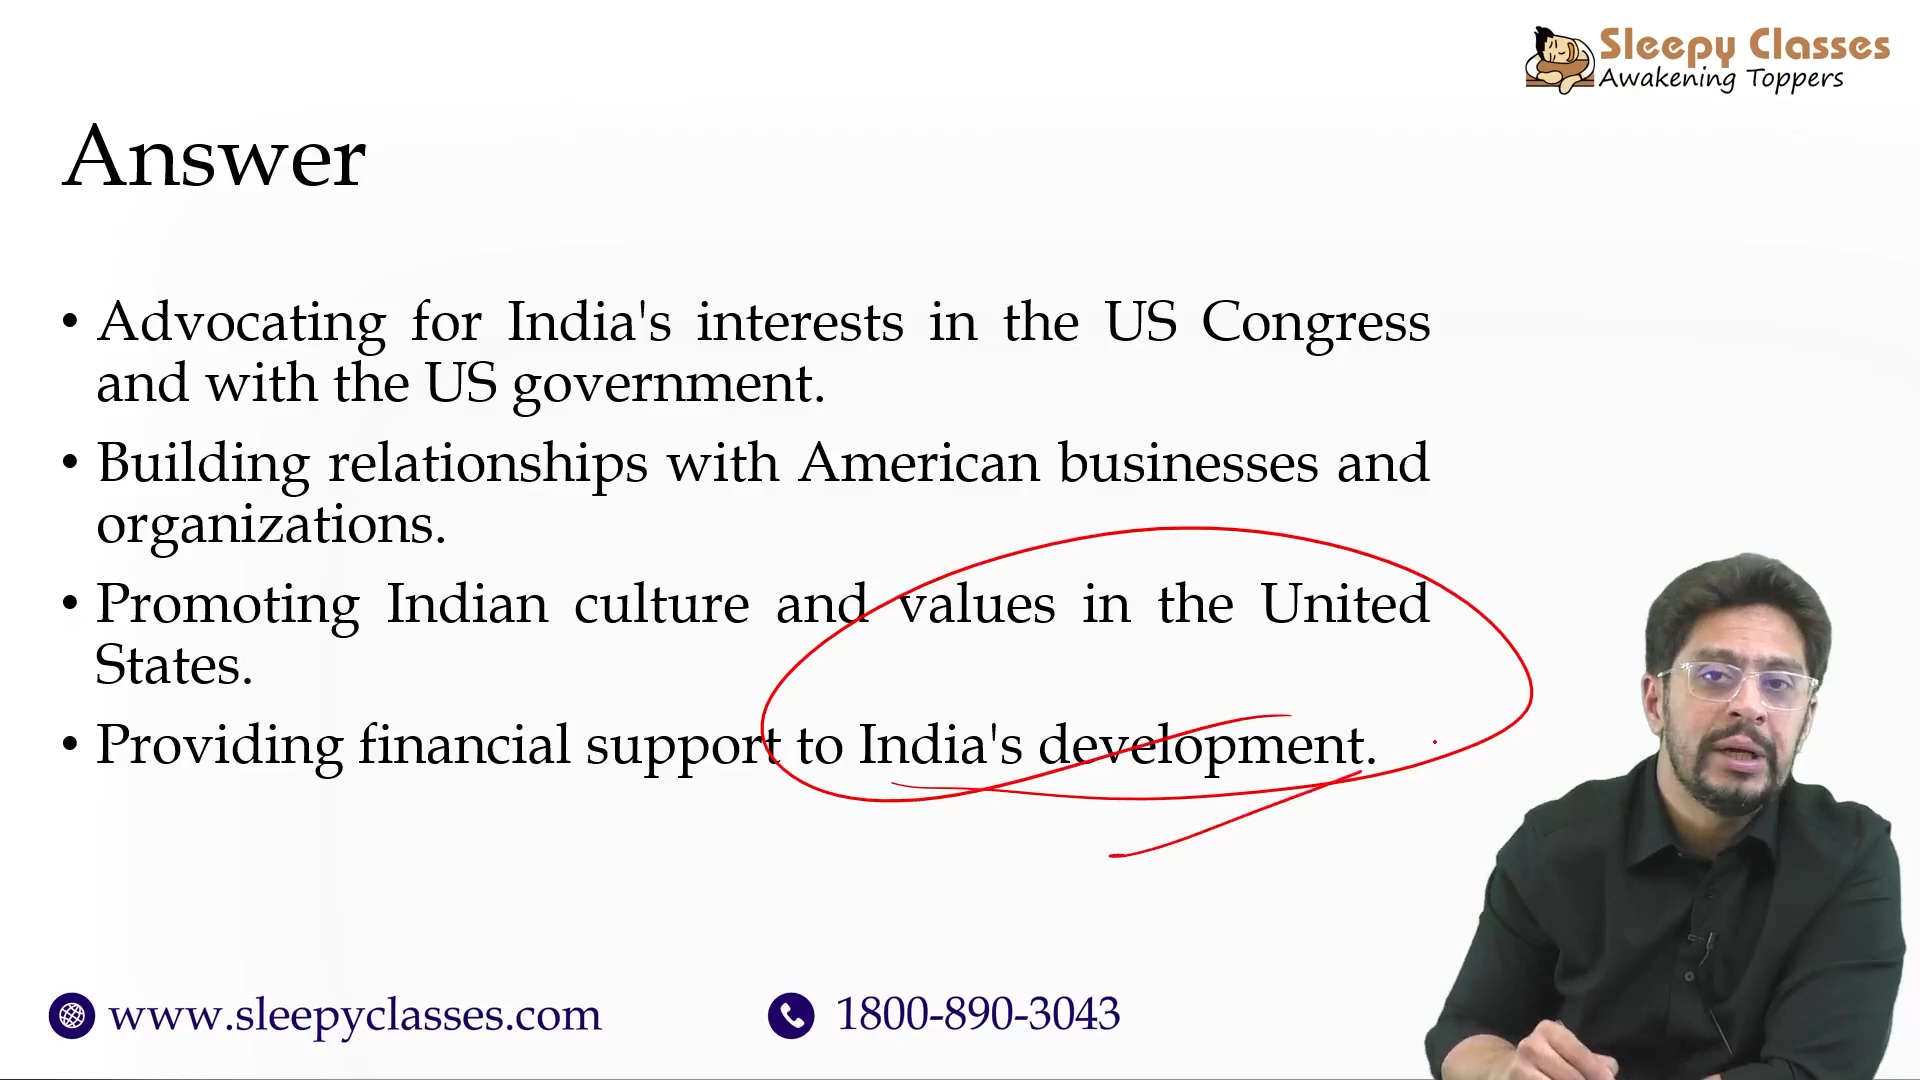 Sleepy Classes
Awakening Toppers
Answer
• Advocating for India's interests in the US Congress
and with the US government.
• Building relationships with American businesses and
organizations.
• Promoting Indian culture and values in the United
States.
• Providing financial support to India's development.
www.sleepyclasses.com
1800-890-3043